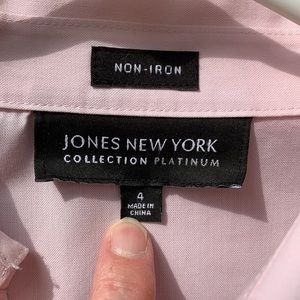 NON-IRON
JONES NEW YORK
COLLECTION PLATINUM
4
MADE IN
CHINA